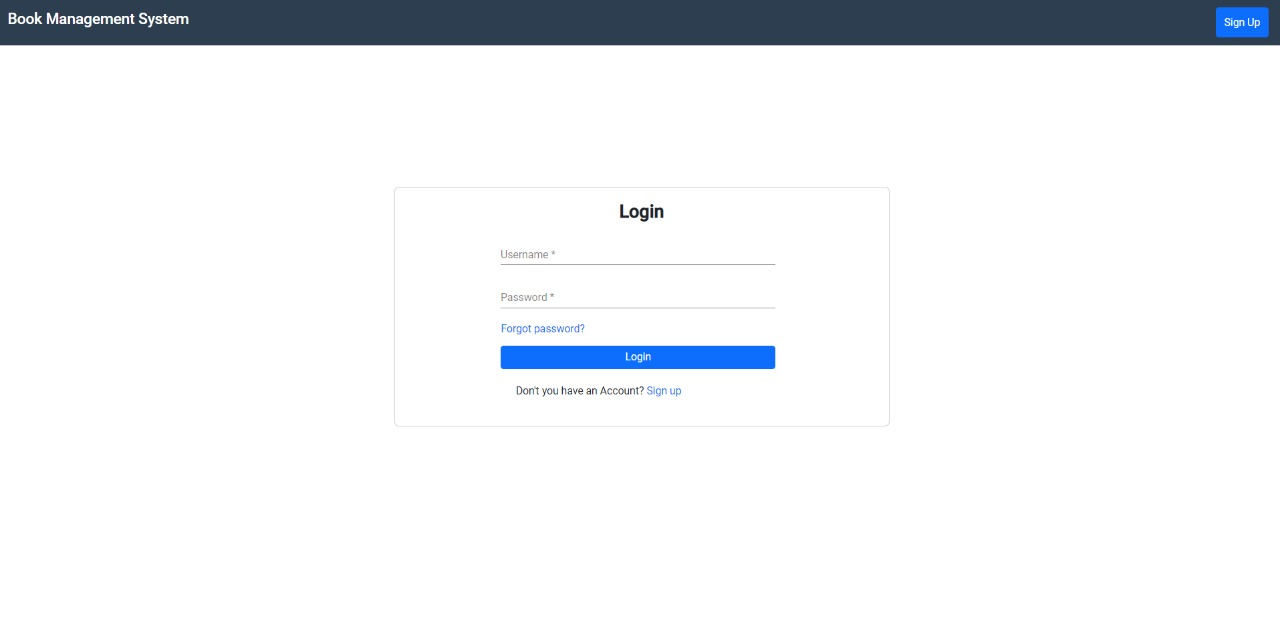 Book Management System
Sign Up
Login
Username *
Password *
Forgot password?
Login
Don't you have an Account? Sign up